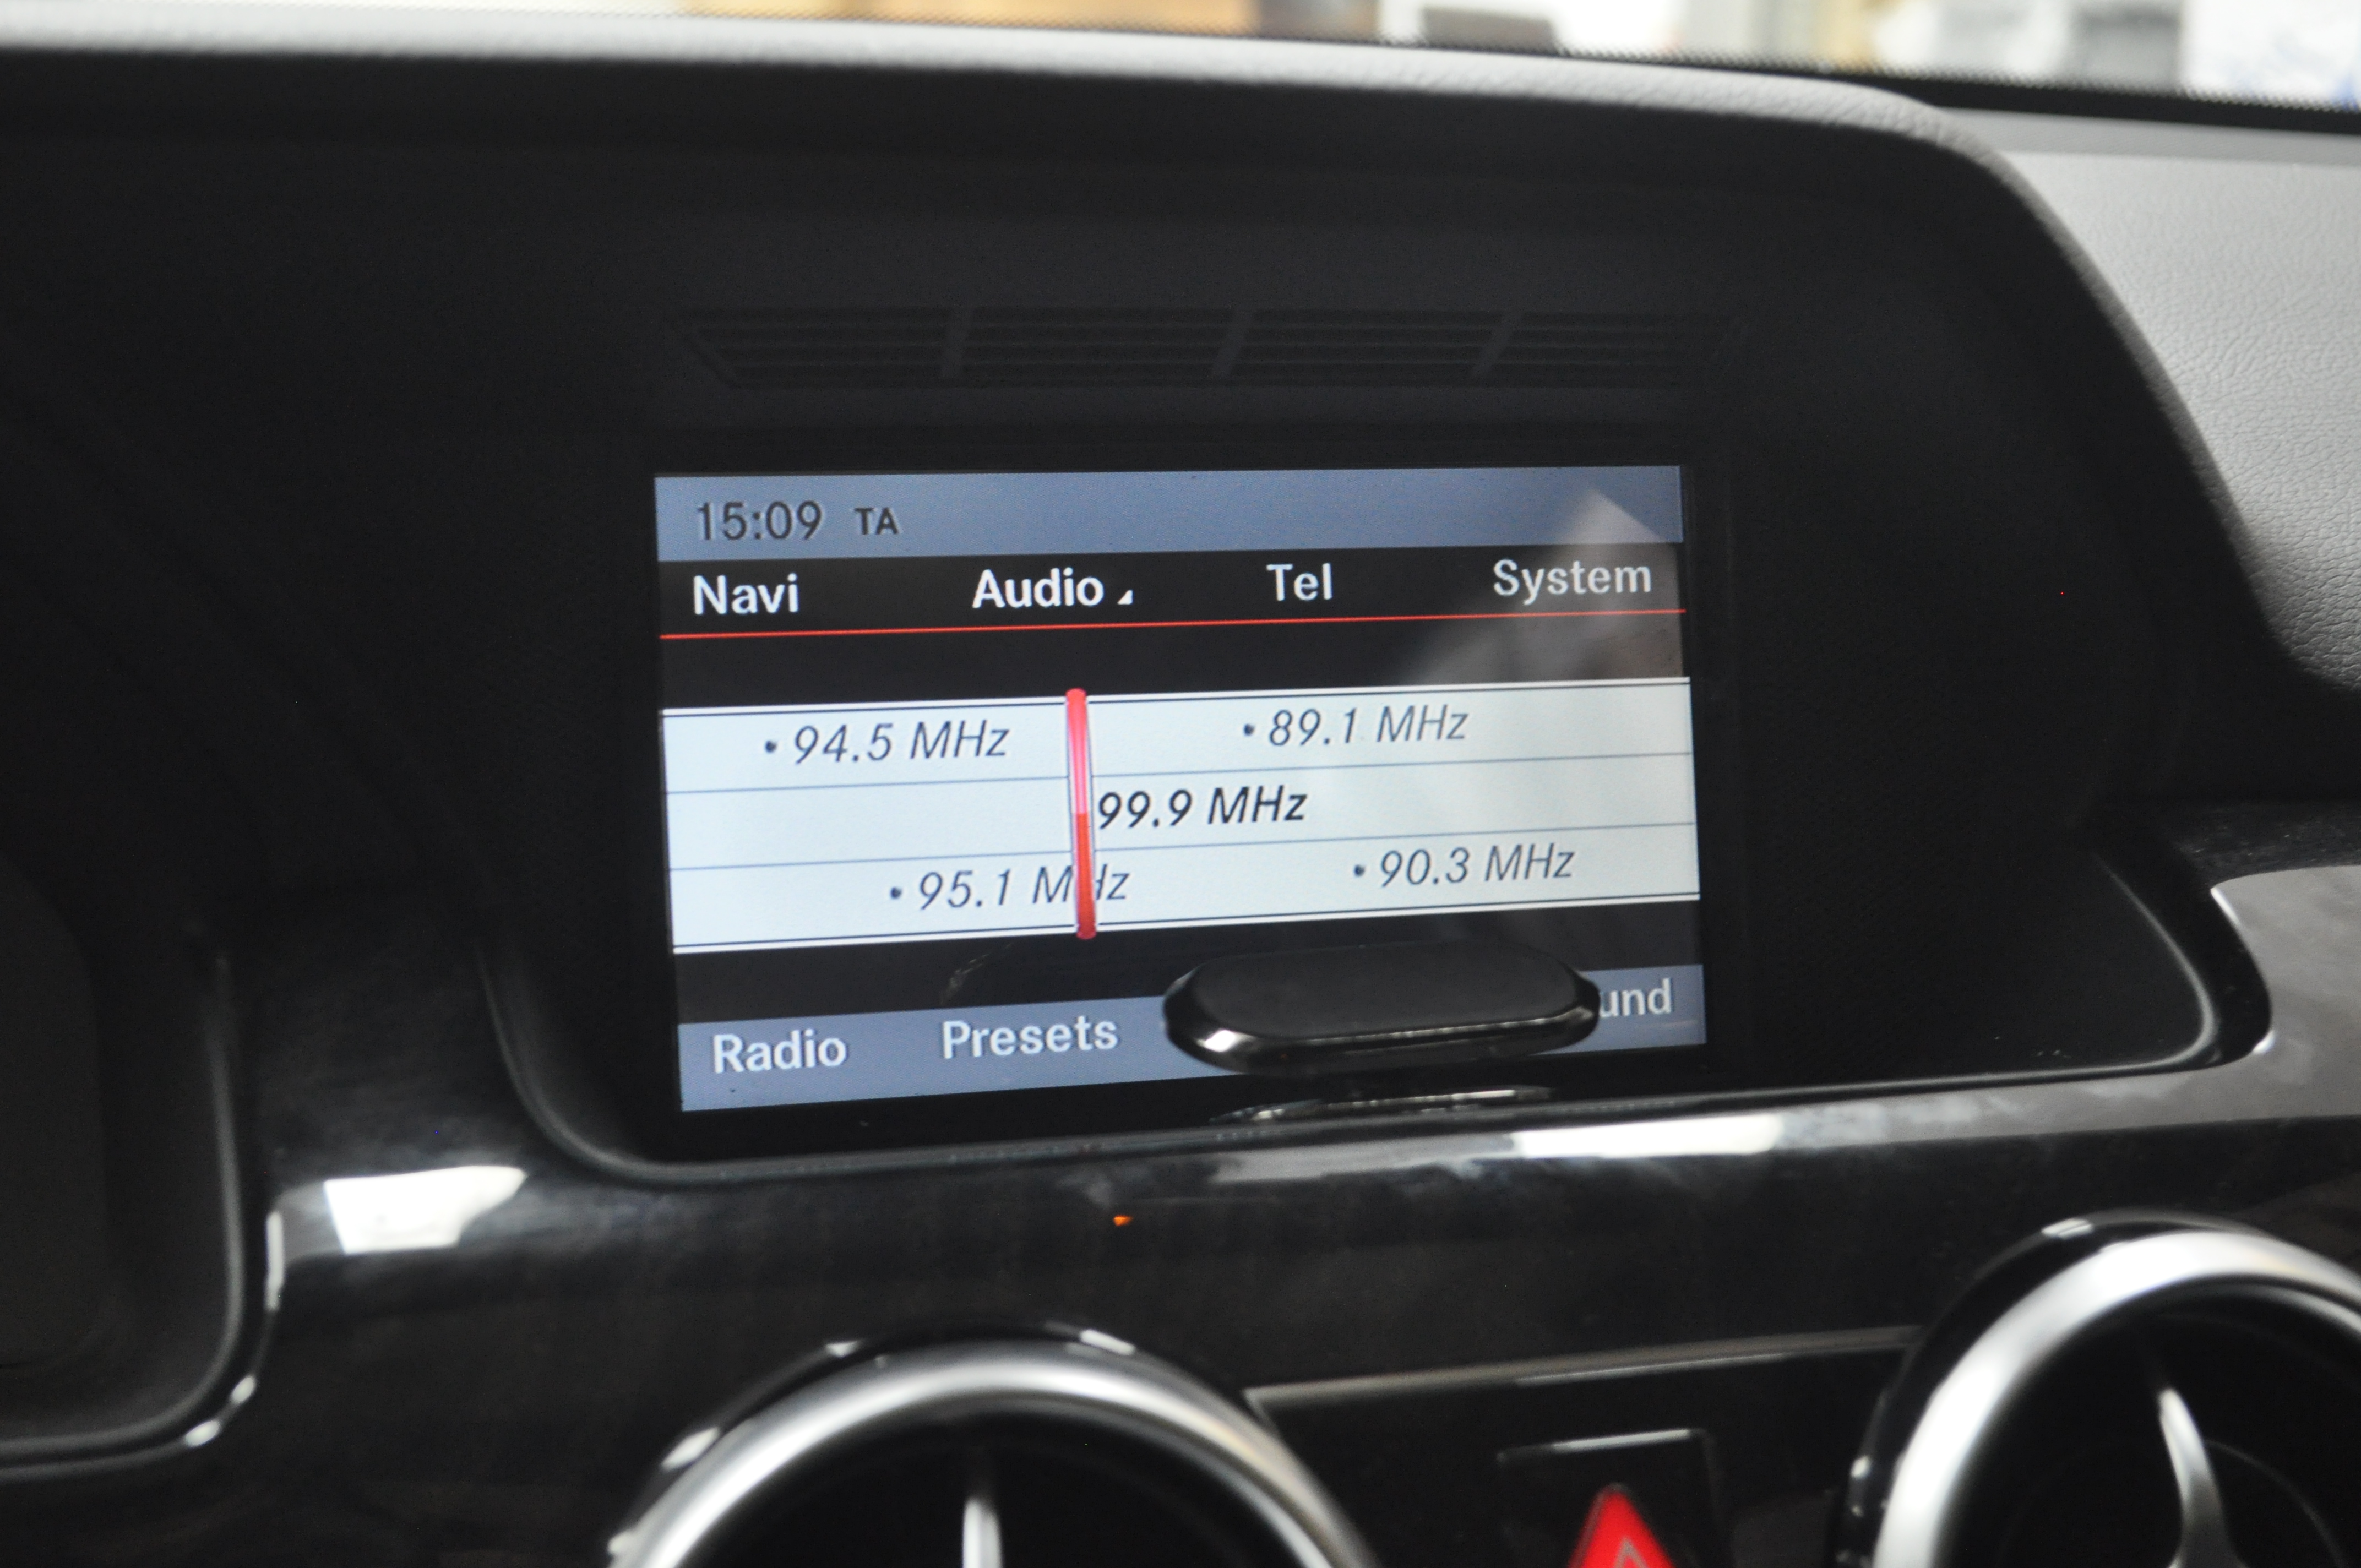 15:09 TA
Navi Audio Tel System
• 94.5 MHz • 89.1 MHz
99.9 MHz
• 95.1 MHz • 90.3 MHz
Radio Presets und